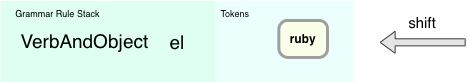 Grammar Rule Stack
Tokens
VerbAndObject el
ruby
shift